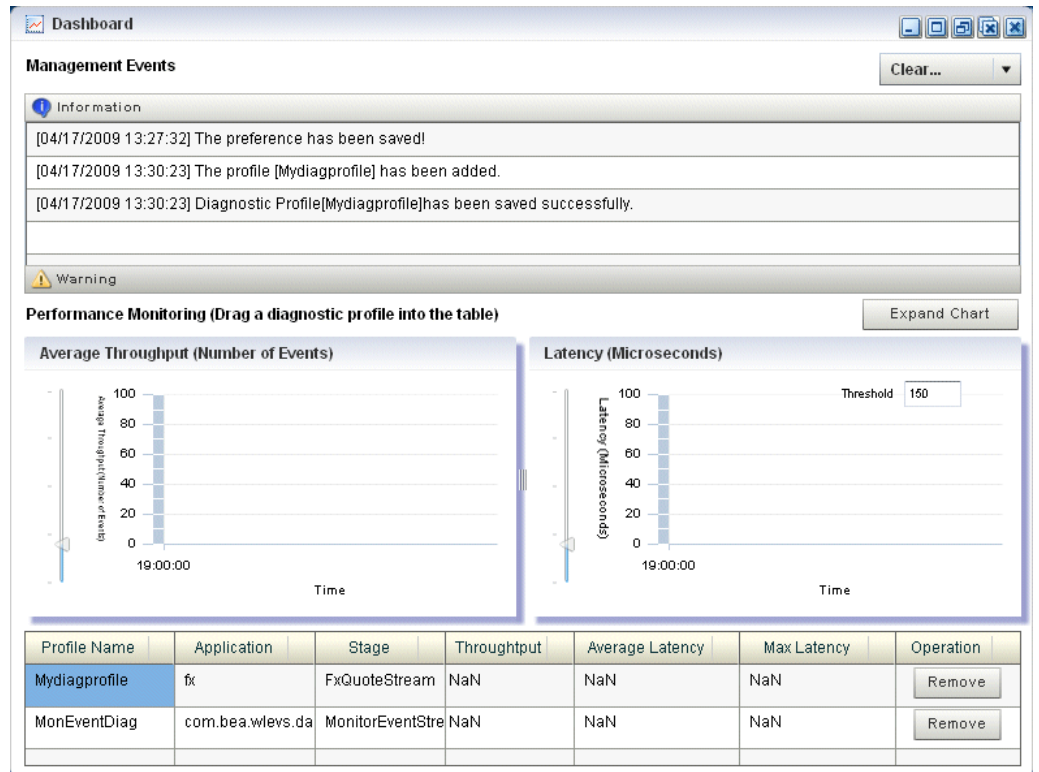 Dashboard
Management Events
Clear...
Information
[04/17/2009 13:27:32] The preference has been saved!
[04/17/2009 13:30:23] The profile [Mydiagprofile] has been added.
[04/17/2009 13:30:23] Diagnostic Profile[Mydiagprofile]has been saved successfully.
Warning
Performance Monitoring (Drag a diagnostic profile into the table)
Expand Chart
Average Throughput (Number of Events)
Average Throughput (Number of Events)
100
80
60
40
20
0
19:00:00
Time
Latency (Microseconds)
Threshold 150
Latency (Microseconds)
100
80
60
40
20
0
19:00:00
Time
Profile Name Application Stage Throughtput Average Latency Max Latency Operation
Mydiagprofile fx FxQuoteStream NaN NaN NaN Remove
MonEventDiag com.bea.wlevs.da MonitorEventStre NaN NaN NaN Remove